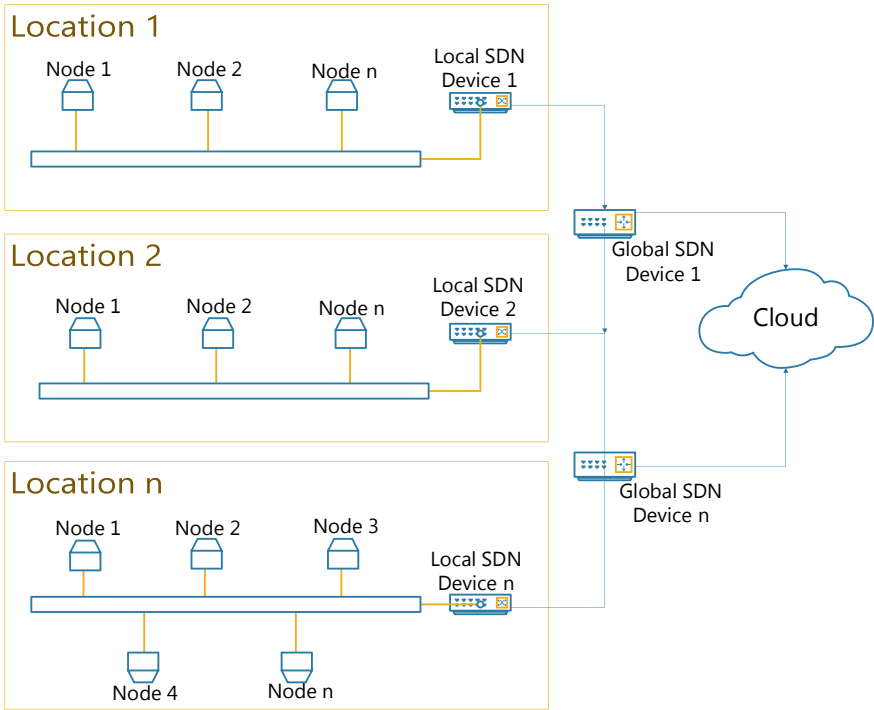 Location 1
Node 1
Node 2
Node n
Local SDN
Device 1
Global SDN
Device 1
Location 2
Node 1
Node 2
Node n
Local SDN
Device 2
Cloud
Location n
Node 1
Node 2
Node 3
Local SDN
Device n
Global SDN
Device n
Node 4
Node n